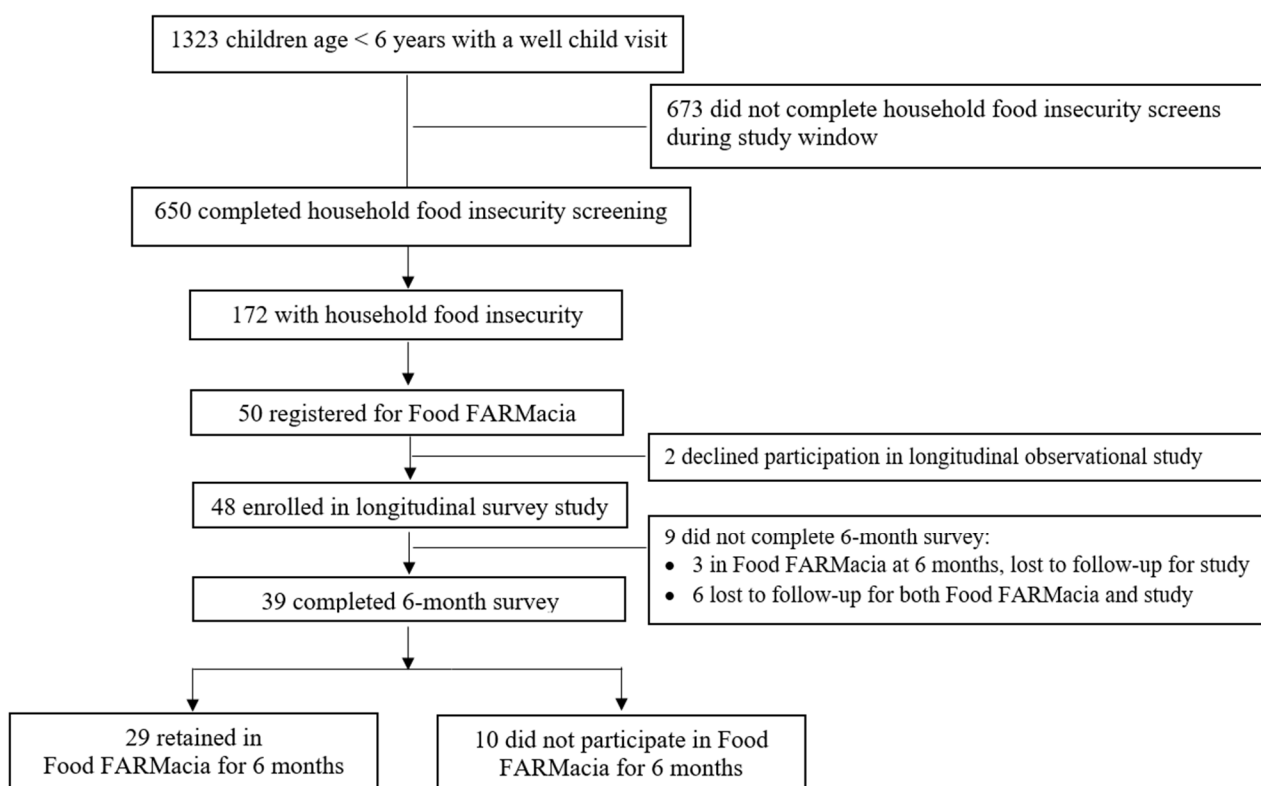 1323 children age < 6 years with a well child visit
673 did not complete household food insecurity screens
during study window
650 completed household food insecurity screening
172 with household food insecurity
50 registered for Food FARMacia
2 declined participation in longitudinal observational study
48 enrolled in longitudinal survey study
9 did not complete 6-month survey:
• 3 in Food FARMacia at 6 months, lost to follow-up for study
• 6 lost to follow-up for both Food FARMacia and study
39 completed 6-month survey
29 retained in
Food FARMacia for 6 months
10 did not participate in Food
FARMacia for 6 months